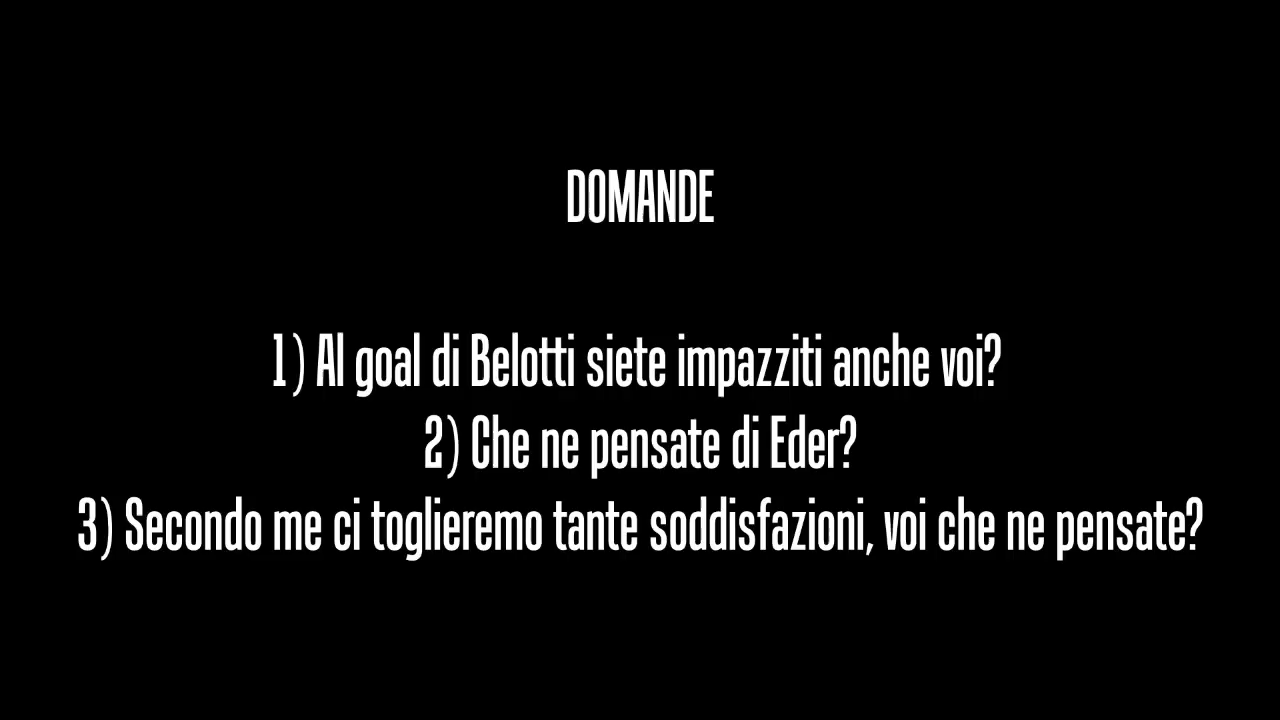 DOMANDE
1) Al goal di Belotti siete impazziti anche voi?
2) Che ne pensate di Eder?
3) Secondo me ci toglieremo tante soddisfazioni, voi che ne pensate?